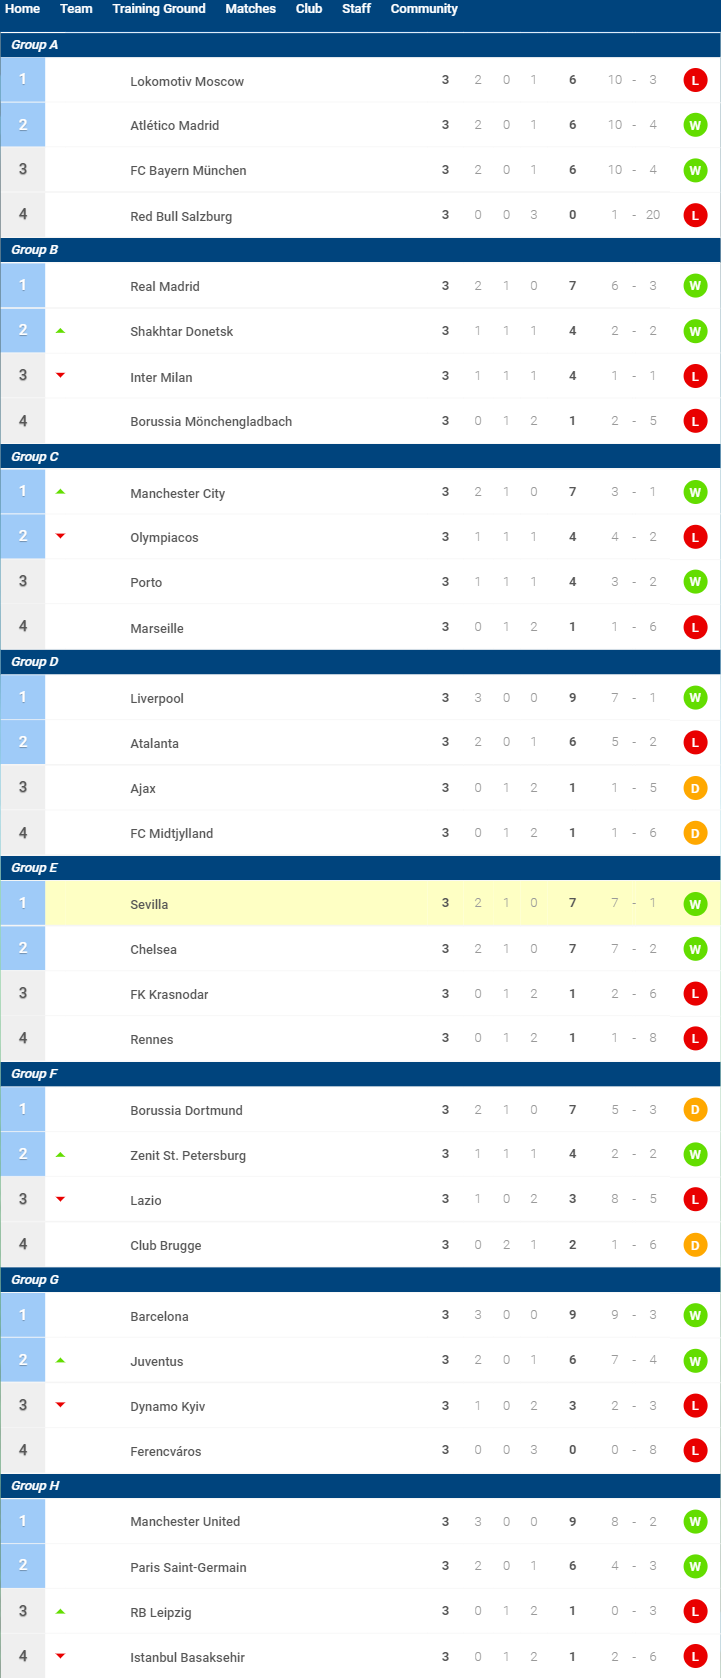 Home Team Training Ground Matches Club Staff Community
Group A
1 Lokomotiv Moscow 3 2 0 1 6 10 - 3 L
2 Atlético Madrid 3 2 0 1 6 10 - 4 W
3 FC Bayern München 3 2 0 1 6 10 - 4 W
4 Red Bull Salzburg 3 0 0 3 0 1 - 20 L
Group B
1 Real Madrid 3 2 1 0 7 6 - 3 W
2 Shakhtar Donetsk 3 1 1 1 4 2 - 2 W
3 Inter Milan 3 1 1 1 4 1 - 1 L
4 Borussia Mönchengladbach 3 0 1 2 1 2 - 5 L
Group C
1 Manchester City 3 2 1 0 7 3 - 1 W
2 Olympiacos 3 1 1 1 4 4 - 2 L
3 Porto 3 1 1 1 4 3 - 2 W
4 Marseille 3 0 1 2 1 1 - 6 L
Group D
1 Liverpool 3 3 0 0 9 7 - 1 W
2 Atalanta 3 2 0 1 6 5 - 2 L
3 Ajax 3 0 1 2 1 1 - 5 D
4 FC Midtjylland 3 0 1 2 1 1 - 6 D
Group E
1 Sevilla 3 2 1 0 7 7 - 1 W
2 Chelsea 3 2 1 0 7 7 - 2 W
3 FK Krasnodar 3 0 1 2 1 2 - 6 L
4 Rennes 3 0 1 2 1 1 - 8 L
Group F
1 Borussia Dortmund 3 2 1 0 7 5 - 3 D
2 Zenit St. Petersburg 3 1 1 1 4 2 - 2 W
3 Lazio 3 1 0 2 3 8 - 5 L
4 Club Brugge 3 0 2 1 2 1 - 6 D
Group G
1 Barcelona 3 3 0 0 9 9 - 3 W
2 Juventus 3 2 0 1 6 7 - 4 W
3 Dynamo Kyiv 3 1 0 2 3 2 - 3 L
4 Ferencváros 3 0 0 3 0 0 - 8 L
Group H
1 Manchester United 3 3 0 0 9 8 - 2 W
2 Paris Saint-Germain 3 2 0 1 6 4 - 3 W
3 RB Leipzig 3 0 1 2 1 0 - 3 L
4 Istanbul Basaksehir 3 0 1 2 1 2 - 6 L